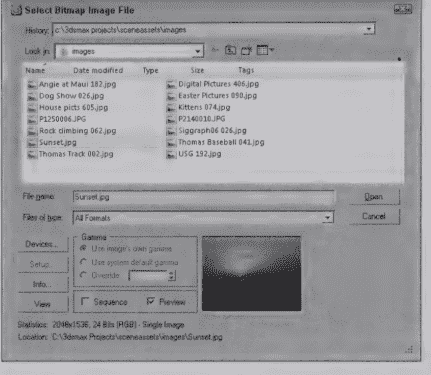 Select Bitmap Image File
History: c:\3dsmax projects\sceneassets\images
Look in: images
Name Date modified Type Size Tags
Angie at Maui 182.jpg Digital Pictures 406.jpg
Dog Show 026.jpg Easter Pictures 090.jpg
House picts 605.jpg Kittens 074.jpg
P1250006.JPG P2140010.JPG
Rock climbing 062.jpg Siggraph06 026.jpg
Sunset.jpg Thomas Baseball 041.jpg
Thomas Track 002.jpg USG 192.jpg
File name: Sunset.jpg Open
Files of type: All Formats Cancel
Devices... Gamma
Use image's own gamma
Setup... Use system default gamma
Info... Override
View Sequence Preview
Statistics: 2048x1536, 24 Bits (RGB) - Single Image
Location: C:\3dsmax Projects\sceneassets\images\Sunset.jpg